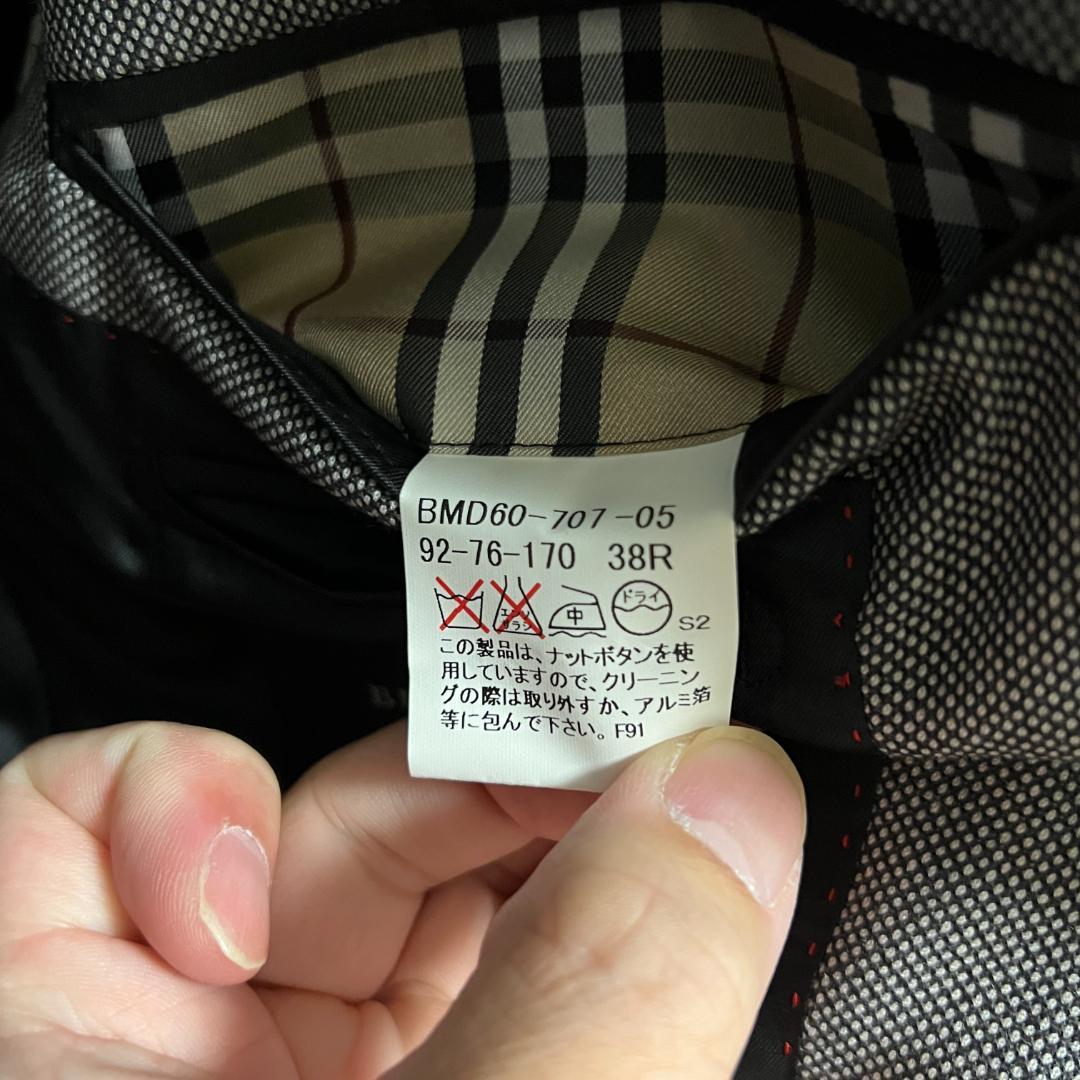 BMD60-707-05
92-76-170 38R
エンソ
サラシ
中
ドライ
S2
この製品は、ナットボタンを使
用していますので、クリーニン
グの際は取り外すか、アルミ箔
等に包んで下さい。F91